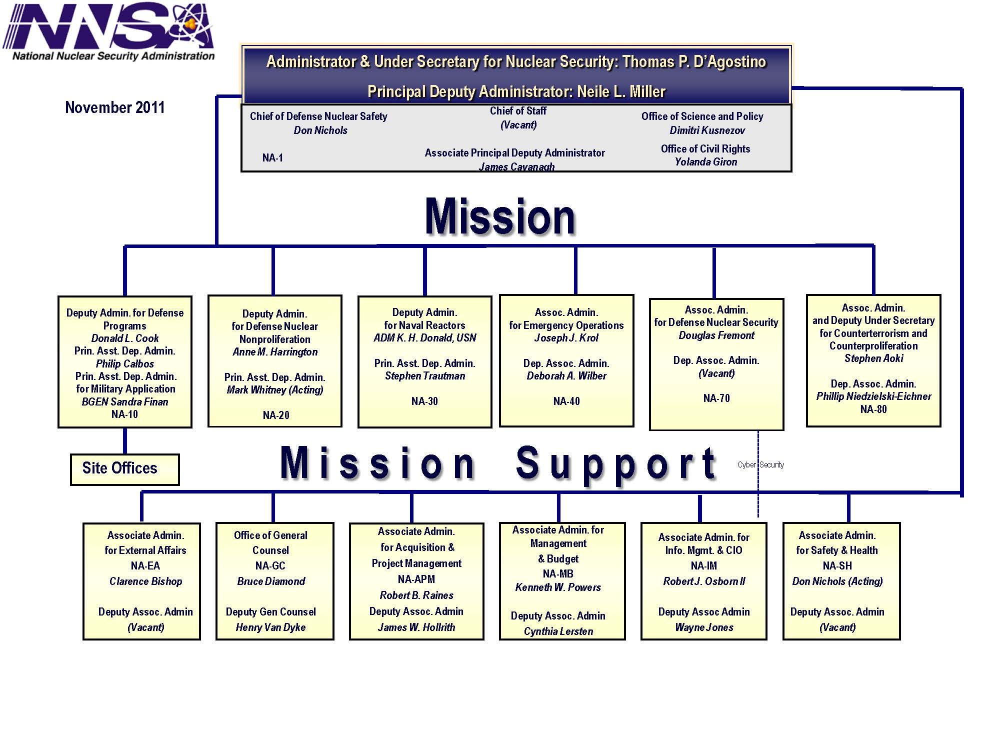 NNSA
National Nuclear Security Administration
November 2011
Administrator & Under Secretary for Nuclear Security: Thomas P. D’Agostino
Principal Deputy Administrator: Neile L. Miller
Chief of Defense Nuclear Safety
Don Nichols
NA-1
Chief of Staff
(Vacant)
Associate Principal Deputy Administrator
James Cavanagh
Office of Science and Policy
Dimitri Kusnezov
Office of Civil Rights
Yolanda Giron
Mission
Deputy Admin. for Defense
Programs
Donald L. Cook
Prin. Asst. Dep. Admin.
Philip Calbos
Prin. Asst. Dep. Admin.
for Military Application
BGEN Sandra Finan
NA-10
Deputy Admin.
for Defense Nuclear
Nonproliferation
Anne M. Harrington
Prin. Asst. Dep. Admin.
Mark Whitney (Acting)
NA-20
Deputy Admin.
for Naval Reactors
ADM K. H. Donald, USN
Prin. Asst. Dep. Admin.
Stephen Trautman
NA-30
Assoc. Admin.
for Emergency Operations
Joseph J. Krol
Dep. Assoc. Admin.
Deborah A. Wilber
NA-40
Assoc. Admin.
for Defense Nuclear Security
Douglas Fremont
Dep. Assoc. Admin.
(Vacant)
NA-70
Assoc. Admin.
and Deputy Under Secretary
for Counterterrorism and
Counterproliferation
Stephen Aoki
Dep. Assoc. Admin.
Phillip Niedzielski-Eichner
NA-80
Site Offices
Mission Support
Cyber Security
Associate Admin.
for External Affairs
NA-EA
Clarence Bishop
Deputy Assoc. Admin
(Vacant)
Office of General
Counsel
NA-GC
Bruce Diamond
Deputy Gen Counsel
Henry Van Dyke
Associate Admin.
for Acquisition &
Project Management
NA-APM
Robert B. Raines
Deputy Assoc. Admin
James W. Hollrith
Associate Admin. for
Management
& Budget
NA-MB
Kenneth W. Powers
Deputy Assoc. Admin
Cynthia Lersten
Associate Admin. for
Info. Mgmt. & CIO
NA-IM
Robert J. Osborn II
Deputy Assoc Admin
Wayne Jones
Associate Admin.
for Safety & Health
NA-SH
Don Nichols (Acting)
Deputy Assoc. Admin
(Vacant)